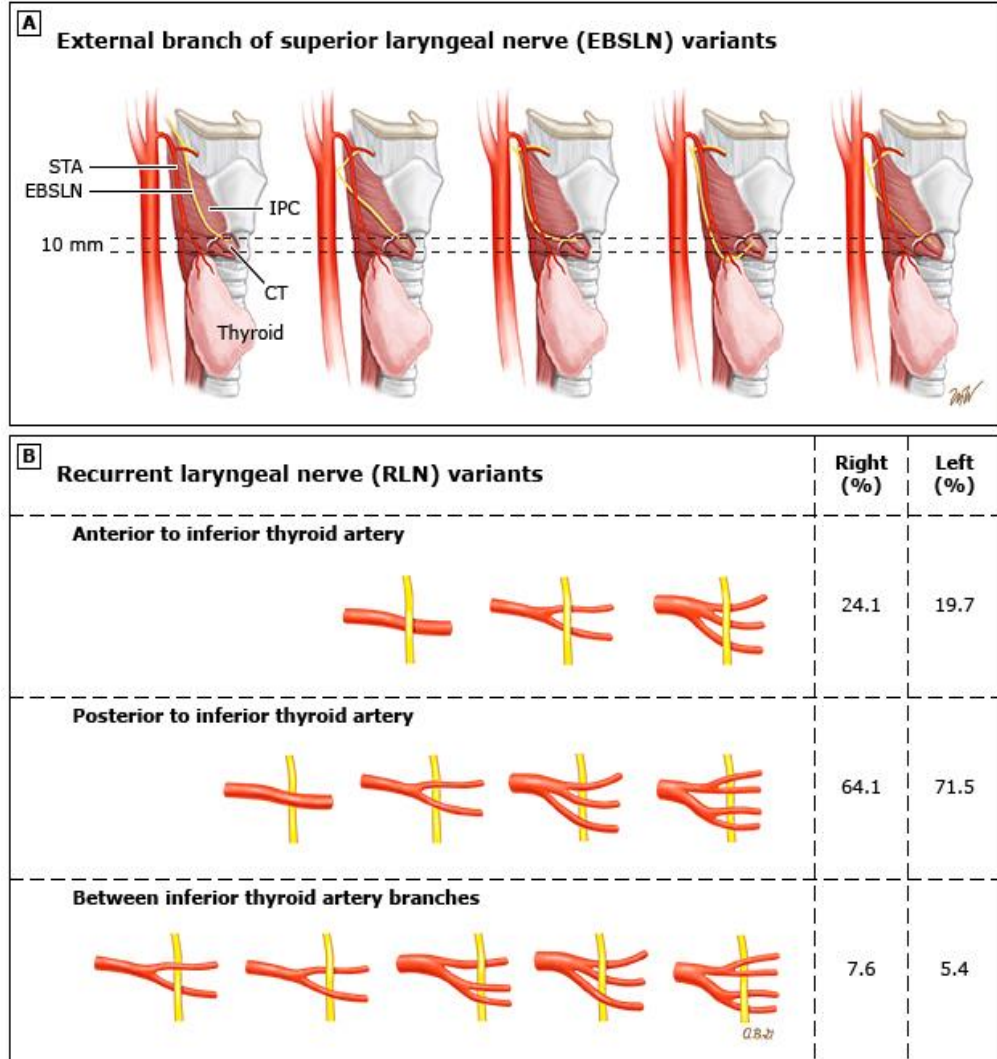 A
External branch of superior laryngeal nerve (EBSLN) variants
STA
EBSLN
IPC
10 mm
CT
Thyroid
B
Recurrent laryngeal nerve (RLN) variants
Right
(%)
Left
(%)
Anterior to inferior thyroid artery
24.1
19.7
Posterior to inferior thyroid artery
64.1
71.5
Between inferior thyroid artery branches
7.6
5.4